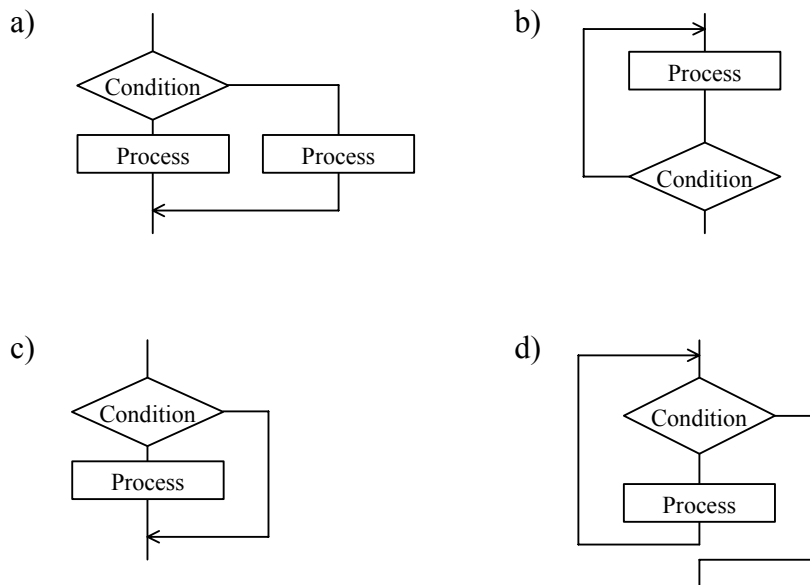 a)
Condition
Process
Process
b)
Process
Condition
c)
Condition
Process
d)
Condition
Process